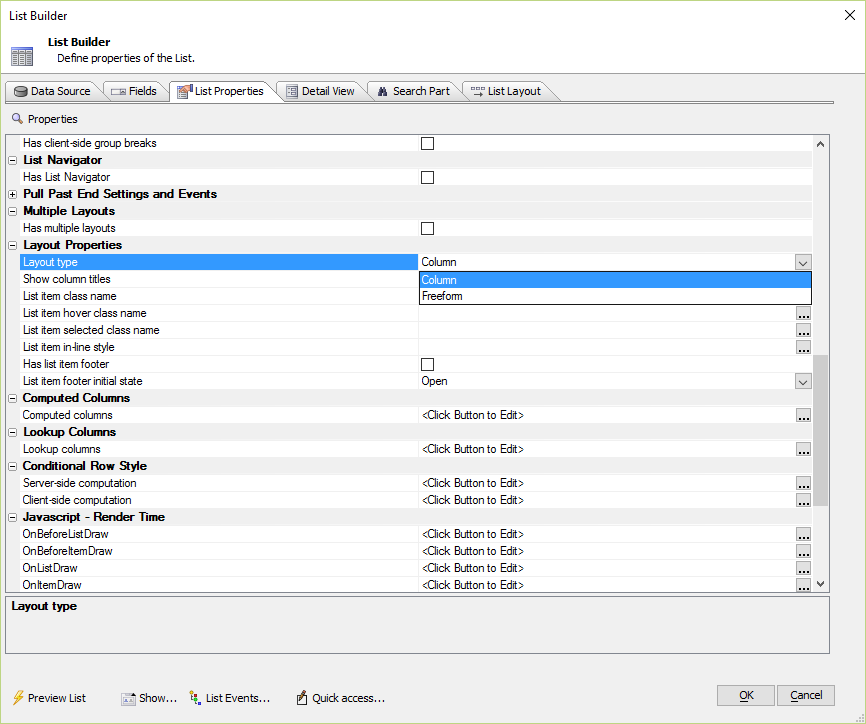 List Builder
List Builder
Define properties of the List.
Data Source Fields List Properties Detail View Search Part List Layout
Properties
Has client-side group breaks
List Navigator
Has List Navigator
Pull Past End Settings and Events
Multiple Layouts
Has multiple layouts
Layout Properties
Layout type Column
Show column titles Column
List item class name Freeform
List item hover class name ...
List item selected class name ...
List item in-line style ...
Has list item footer
List item footer initial state Open
Computed Columns
Computed columns <Click Button to Edit> ...
Lookup Columns
Lookup columns <Click Button to Edit> ...
Conditional Row Style
Server-side computation <Click Button to Edit> ...
Client-side computation <Click Button to Edit> ...
Javascript - Render Time
OnBeforeListDraw <Click Button to Edit> ...
OnBeforeItemDraw <Click Button to Edit> ...
OnListDraw <Click Button to Edit> ...
OnItemDraw <Click Button to Edit> ...
Layout type
Preview List Show... List Events... Quick access... OK Cancel